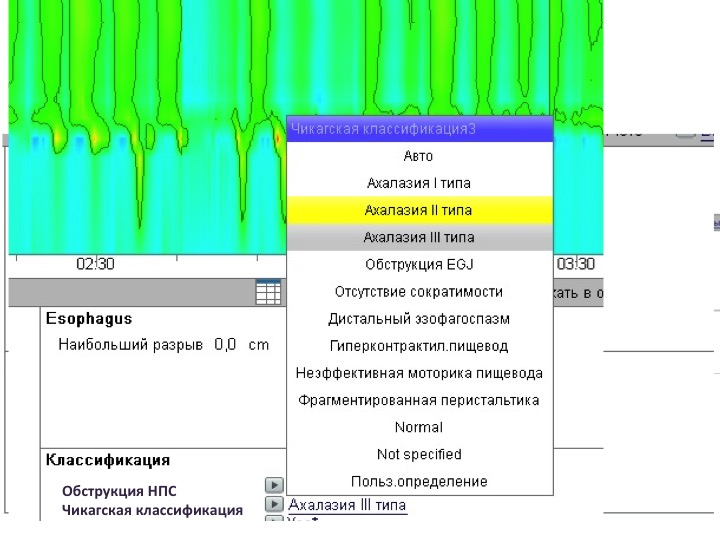 Чикагская классификация3
Авто
Ахалазия I типа
Ахалазия II типа
Ахалазия III типа
02:30
03:30
Обструкция EGJ
Отсутствие сократимости
Esophagus
Дистальный эзофагоспазм
Наибольший разрыв 0,0 cm
Гиперконтрактил.пищевод
Неэффективная моторика пищевода
Фрагментированная перистальтика
Normal
Not specified
Классификация
Польз.определение
Обструкция НПС
Чикагская классификация
Ахалазия III типа